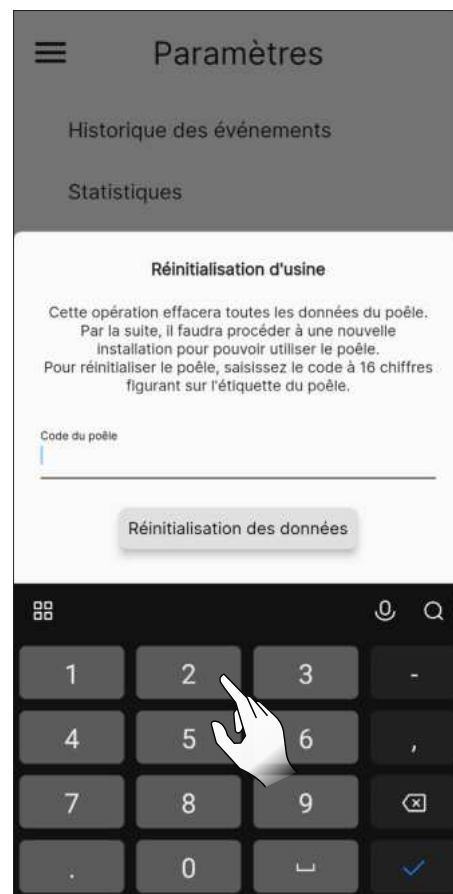 Paramètres
Historique des événements
Statistiques
Réinitialisation d'usine
Cette opération effacera toutes les données du poêle.
Par la suite, il faudra procéder à une nouvelle
installation pour pouvoir utiliser le poêle.
Pour réinitialiser le poêle, saisissez le code à 16 chiffres
figurant sur l'étiquette du poêle.
Code du poêle
Réinitialisation des données
1 2 3 -
4 5 6 ,
7 8 9
. 0